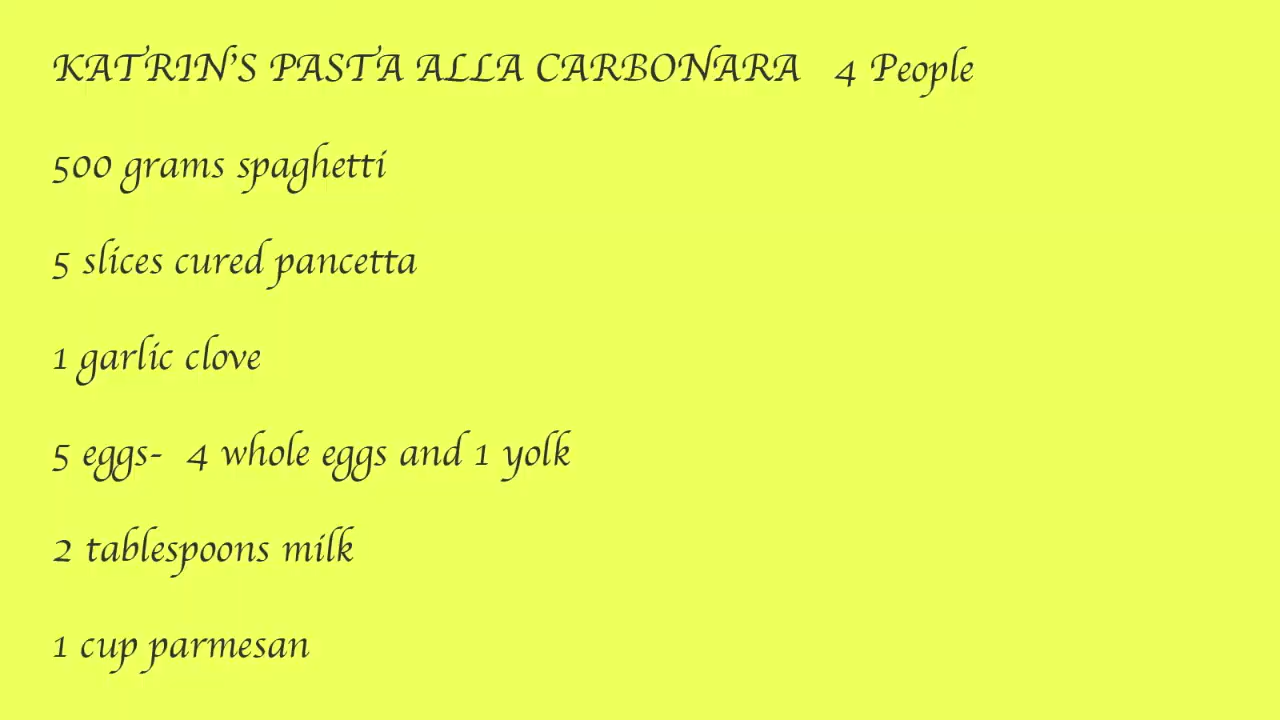 KATRIN'S PASTA ALLA CARBONARA 4 People
500 grams spaghetti
5 slices cured pancetta
1 garlic clove
5 eggs- 4 whole eggs and 1 yolk
2 tablespoons milk
1 cup parmesan